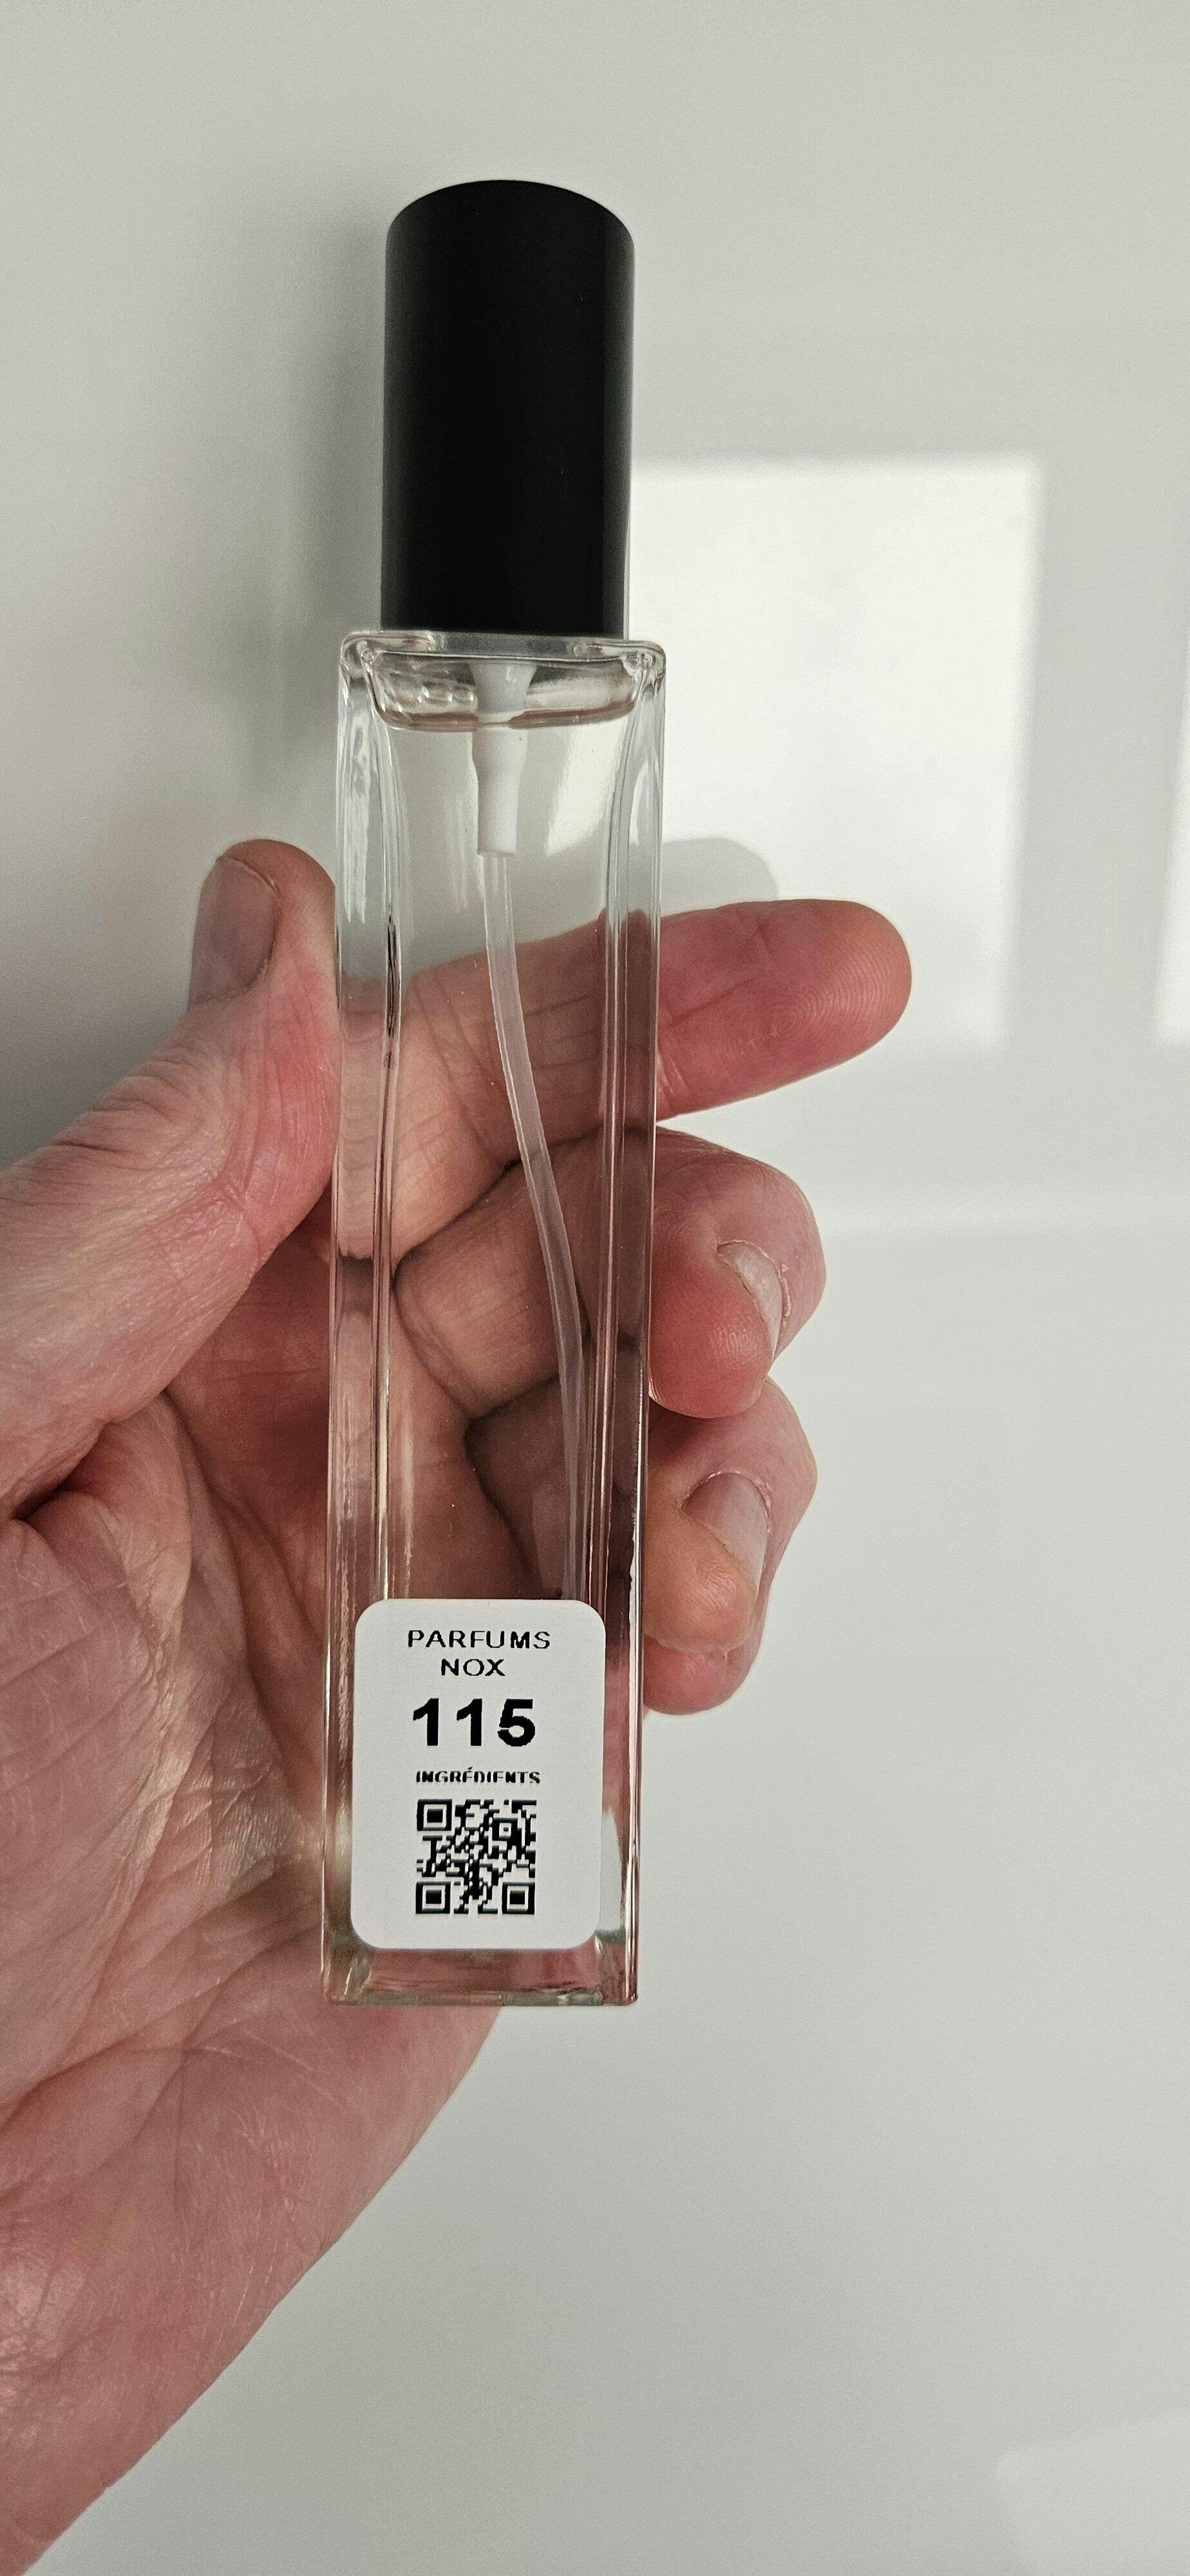 PARFUMS
NOX
115
INGRÉDIENTS